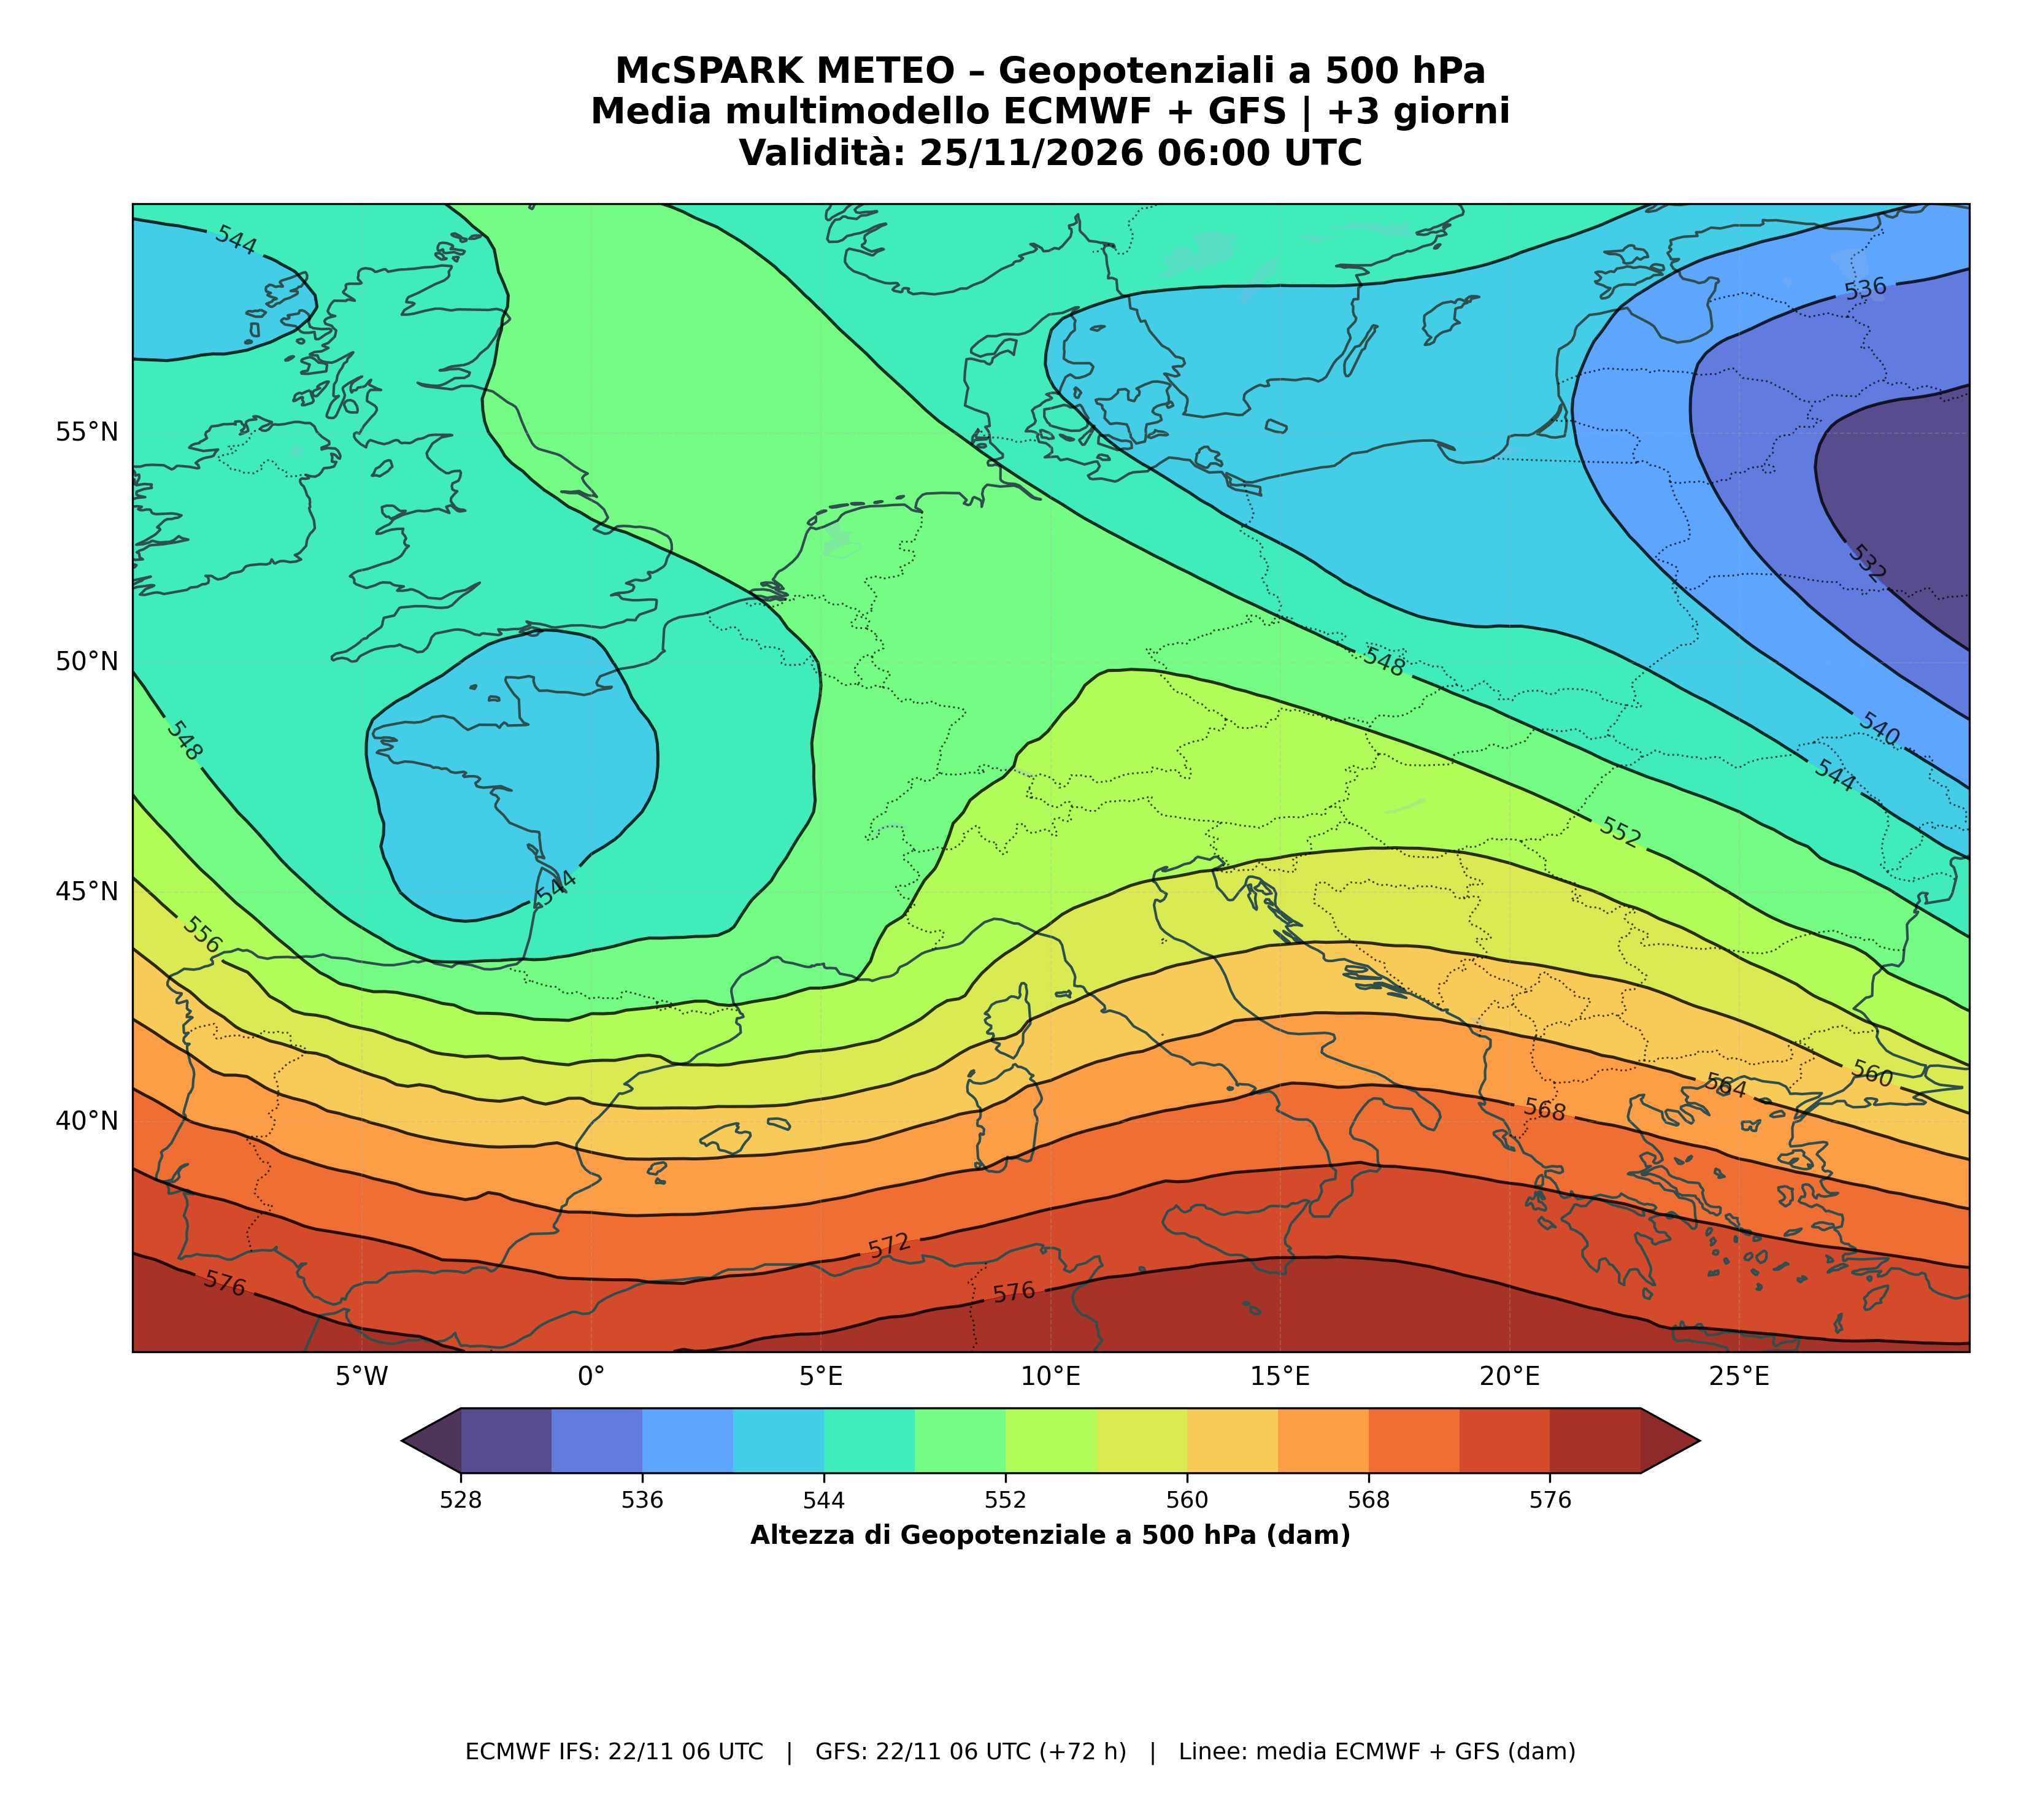 McSPARK METEO – Geopotenziali a 500 hPa
Media multimodello ECMWF + GFS | +3 giorni
Validità: 25/11/2026 06:00 UTC
544
536
55°N
532
50°N
548
548
540
544
552
45°N
544
556
560
564
568
40°N
572
576
576
5°W 0° 5°E 10°E 15°E 20°E 25°E
528 536 544 552 560 568 576
Altezza di Geopotenziale a 500 hPa (dam)
ECMWF IFS: 22/11 06 UTC | GFS: 22/11 06 UTC (+72 h) | Linee: media ECMWF + GFS (dam)